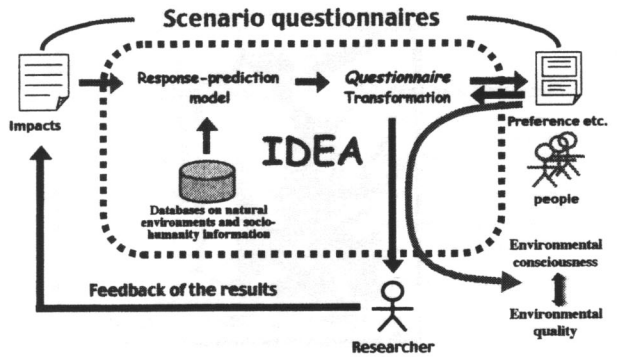 Scenario questionnaires
Response-prediction
model
Questionnaire
Transformation
Impacts
Preference etc.
IDEA
people
Databases on natural
environments and socio-
humanity information
Environmental
consciousness
Feedback of the results
Environmental
quality
Researcher